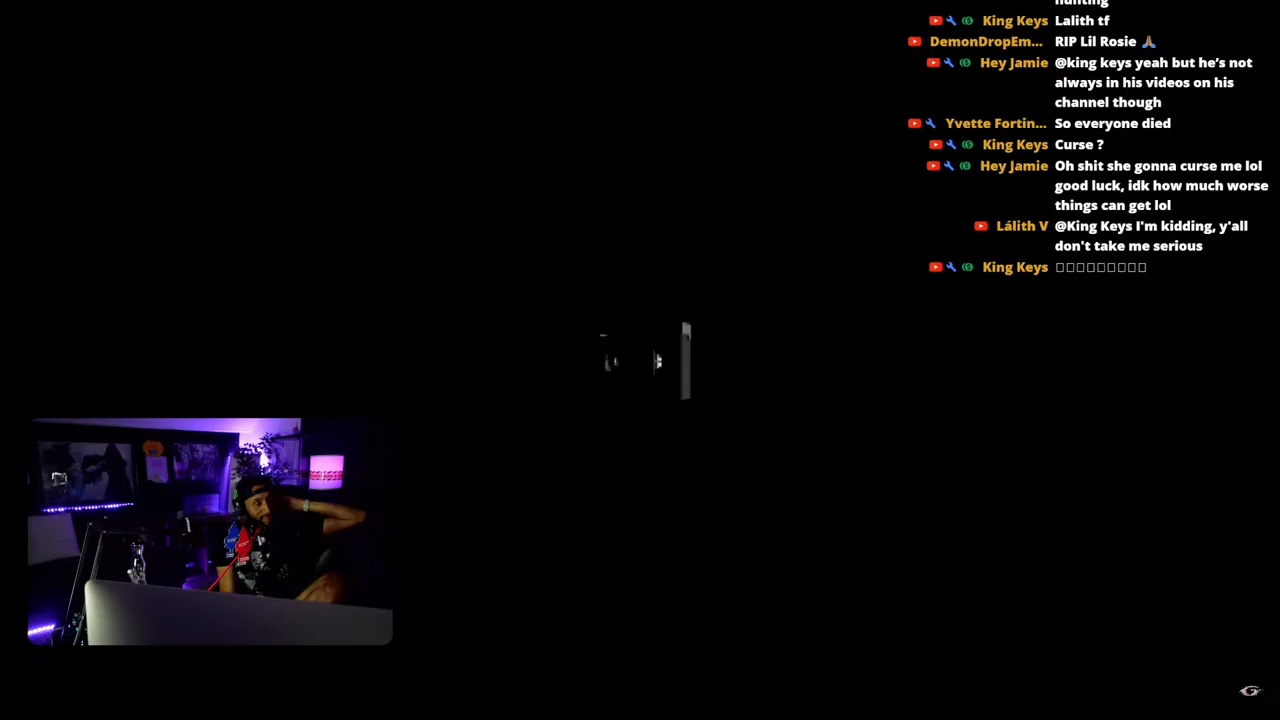 hunting
King Keys Lalith tf
DemonDropEm... RIP Lil Rosie 🙏🏽
Hey Jamie @king keys yeah but he's not
always in his videos on his
channel though
Yvette Fortin... So everyone died
King Keys Curse ?
Hey Jamie Oh shit she gonna curse me lol
good luck, idk how much worse
things can get lol
Lálith V @King Keys I'm kidding, y'all
don't take me serious
King Keys